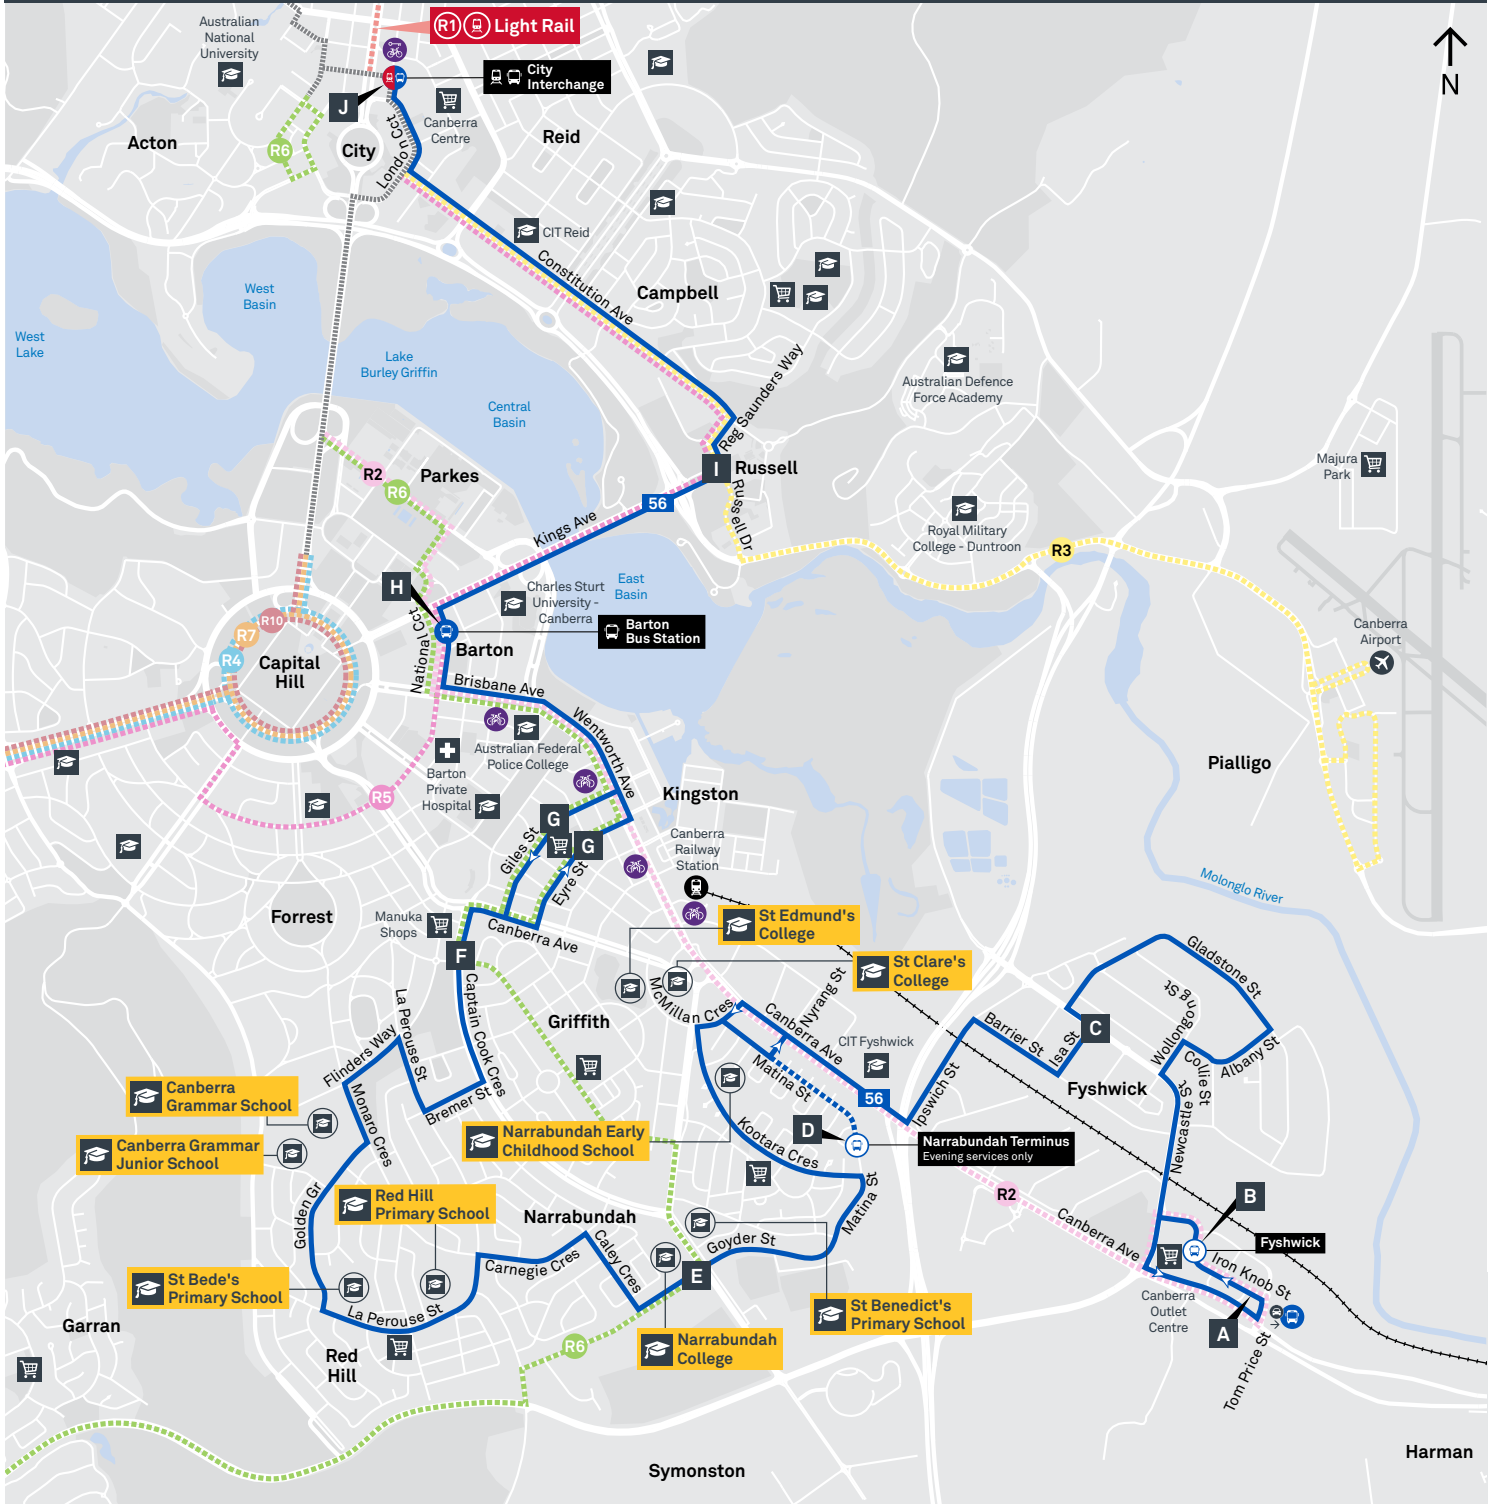 R1 Light Rail
Australian
National
University
City
Interchange
N
J
Canberra
Centre
Reid
Acton
R6
City
London Cct
CIT Reid
Constitution Ave
Campbell
West
Basin
West
Lake
Lake
Burley Griffin
Central
Basin
Reg Saunders Way
Australian Defence
Force Academy
Majura
Park
I
Russell
Parkes
R2
R6
56
Russell Dr
Kings Ave
Royal Military
College - Duntroon
R3
H
Charles Sturt
University -
Canberra
East
Basin
National Cct
Barton
Bus Station
Barton
R10
R7
R4
Capital
Hill
Canberra
Airport
Brisbane Ave
Wentworth Ave
Australian Federal
Police College
Barton
Private
Hospital
R5
Pialligo
Kingston
G
G
Giles St
Eyre St
Canberra
Railway
Station
Molonglo River
Forrest
Manuka
Shops
Canberra Ave
F
St Edmund's
College
St Clare's
College
Gladstone St
Captain Cook Cres
La Perouse St
McMillan Cres
Nyrang St
Wollongong St
Griffith
Canberra Ave
CIT Fyshwick
Barrier St
Isa St
C
Albany St
Collie St
Flinders Way
Monaro Cres
Bremer St
Matina St
56
Ipswich St
Fyshwick
Newcastle St
Canberra
Grammar School
Canberra Grammar
Junior School
Narrabundah Early
Childhood School
Kootara Cres
D
Narrabundah Terminus
Evening services only
Golden Gr
Red Hill
Primary School
Narrabundah
Matina St
R2
Canberra Ave
B
Fyshwick
Caley Cres
Goyder St
Carnegie Cres
E
Iron Knob St
St Bede's
Primary School
La Perouse St
Canberra
Outlet
Centre
A
Tom Price St
St Benedict's
Primary School
Garran
Red
Hill
R6
Narrabundah
College
Symonston
Harman